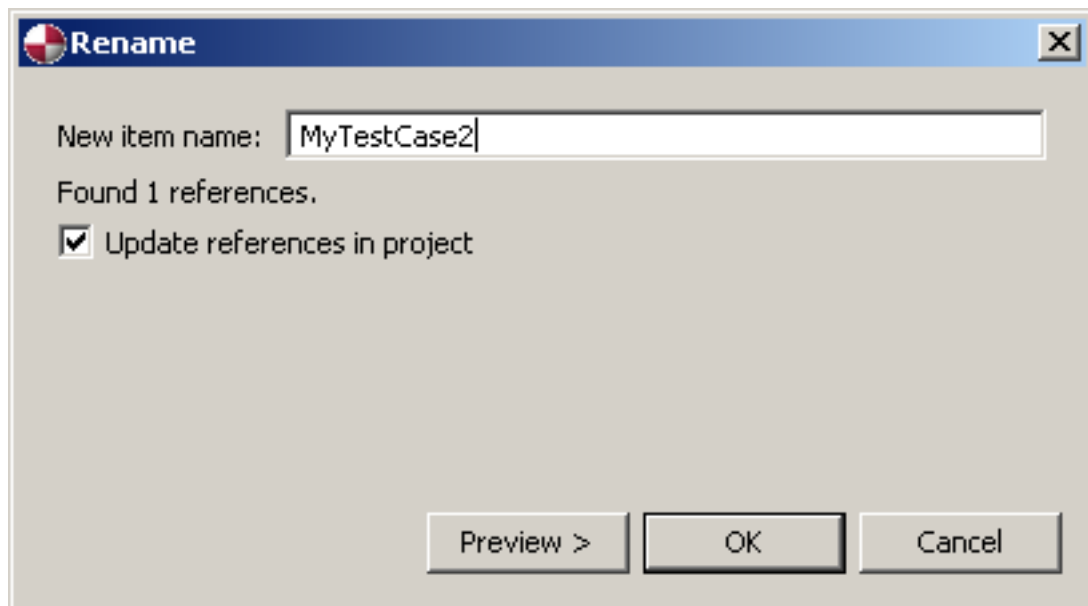 Rename
New item name: MyTestCase2
Found 1 references.
Update references in project
Preview > OK Cancel